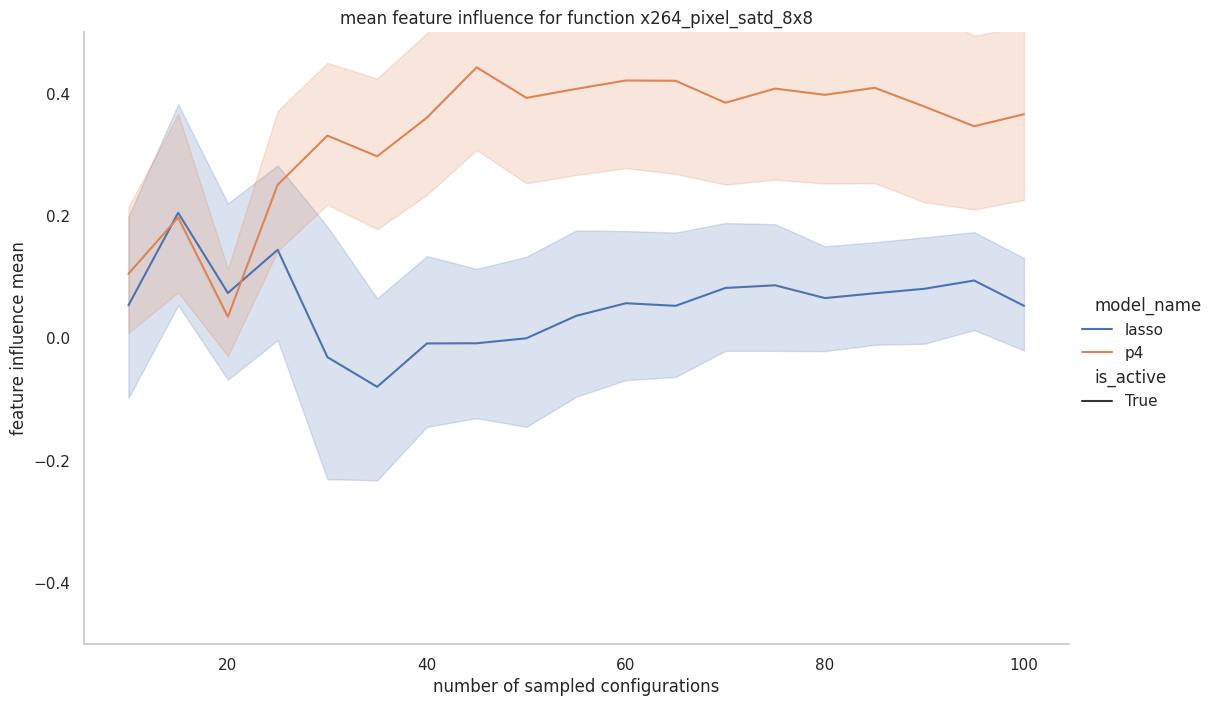 mean feature influence for function x264_pixel_satd_8x8
feature influence mean
0.4
0.2
0.0
−0.2
−0.4
20
40
60
80
100
number of sampled configurations
model_name
lasso
p4
is_active
True